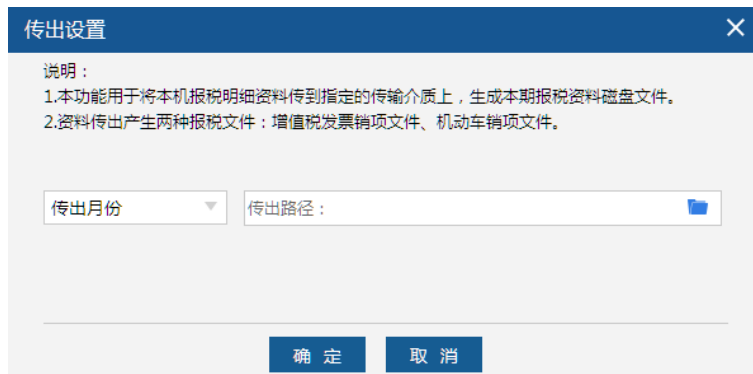 传出设置
说明：
1.本功能用于将本机报税明细资料传到指定的传输介质上，生成本期报税资料磁盘文件。
2.资料传出产生两种报税文件：增值税发票销项文件、机动车销项文件。
传出月份 传出路径：
确 定 取 消